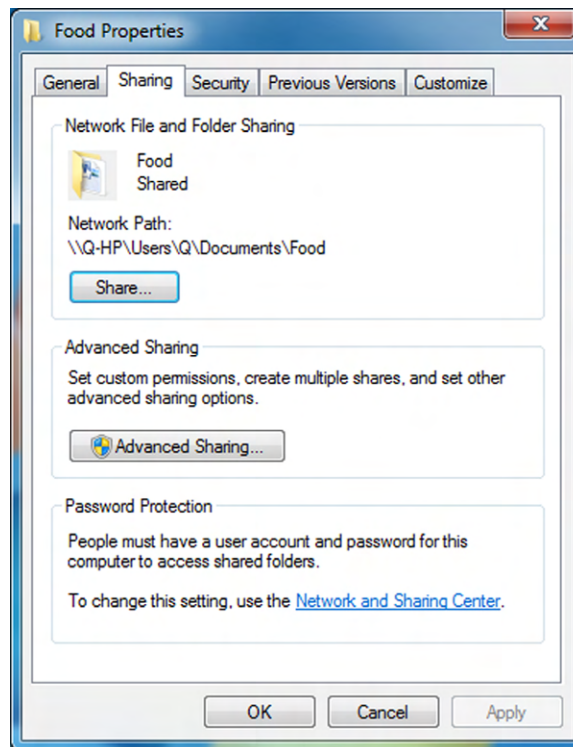 Food Properties
General Sharing Security Previous Versions Customize
Network File and Folder Sharing
Food
Shared
Network Path:
\\Q-HP\Users\Q\Documents\Food
Share...
Advanced Sharing
Set custom permissions, create multiple shares, and set other
advanced sharing options.
Advanced Sharing...
Password Protection
People must have a user account and password for this
computer to access shared folders.
To change this setting, use the Network and Sharing Center.
OK Cancel Apply